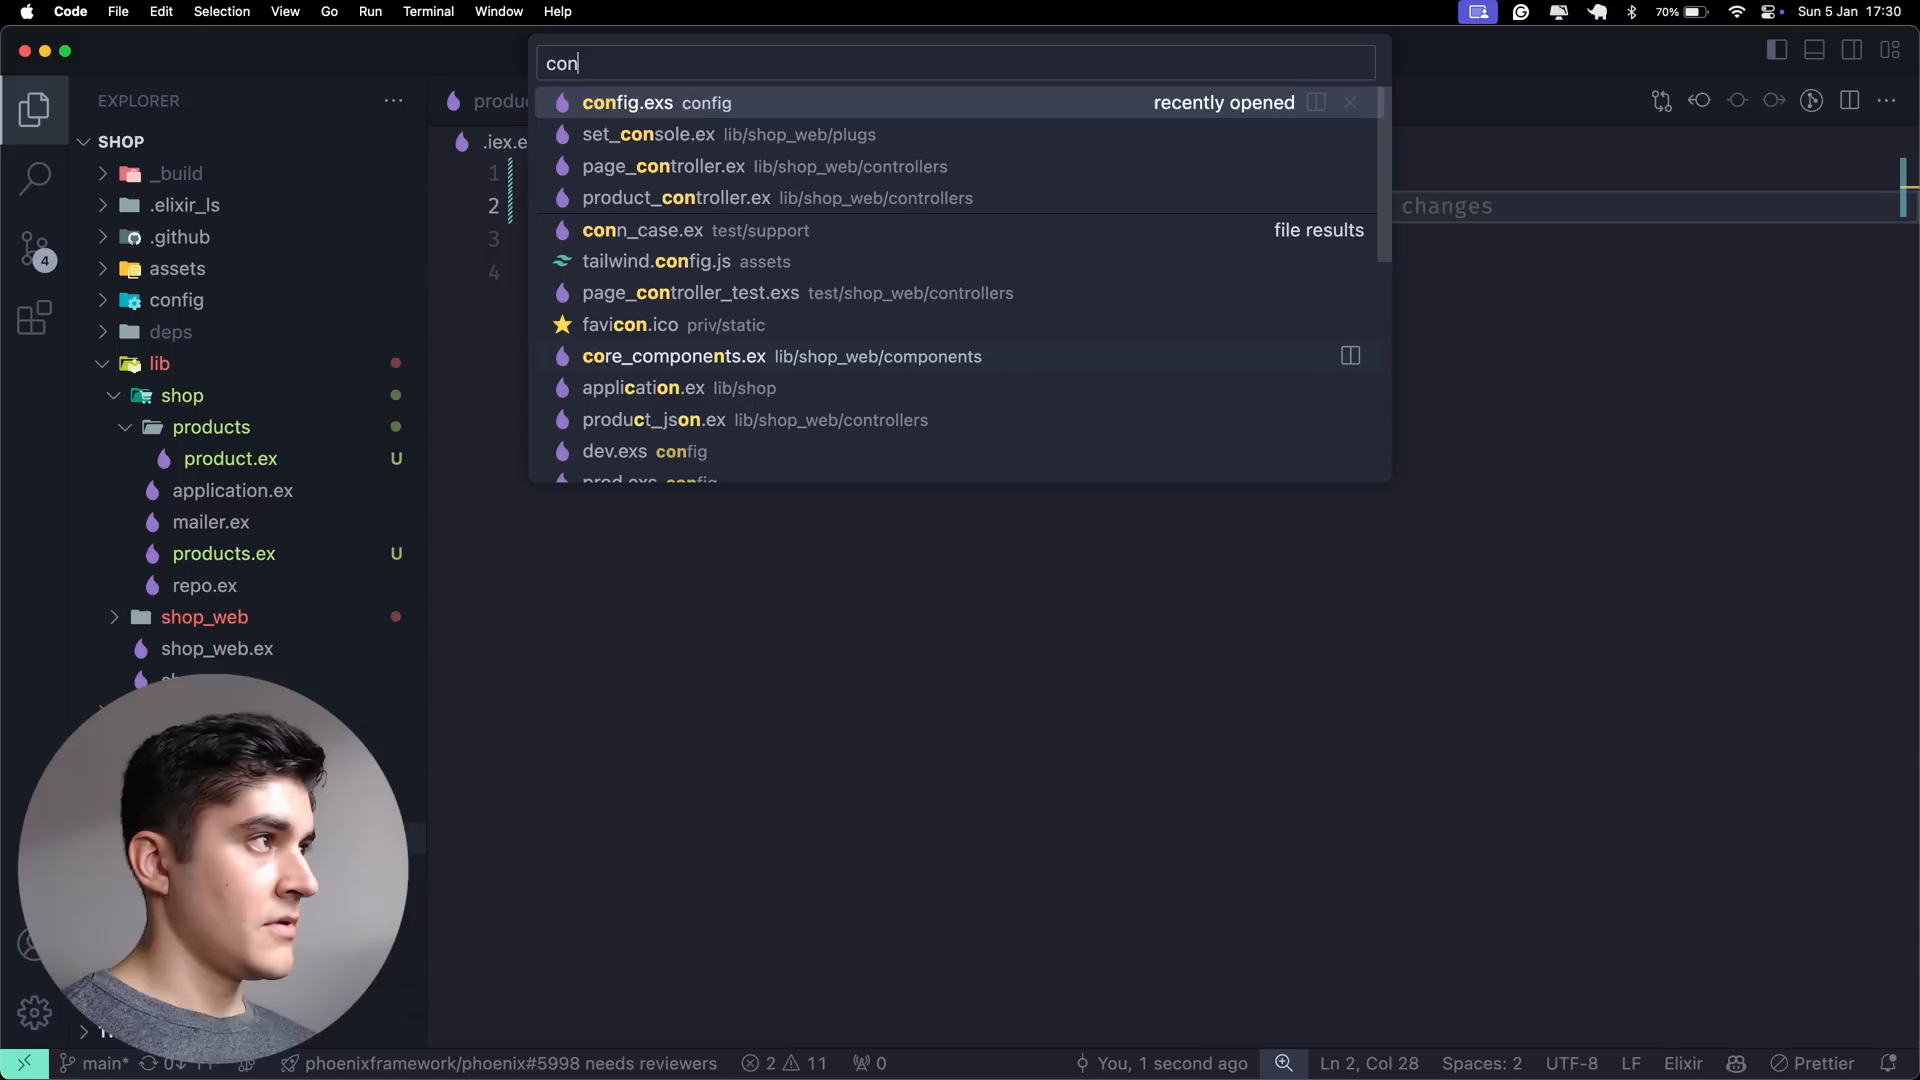 Code File Edit Selection View Go Run Terminal Window Help 70% Sun 5 Jan 17:30
con
EXPLORER
SHOP
_build
.elixir_ls
.github
4
assets
config
deps
lib
shop
products
product.ex U
application.ex
mailer.ex
products.ex U
repo.ex
shop_web
shop_web.ex
.iex.e
1
2
3
4
changes
config.exs config recently opened
set_console.ex lib/shop_web/plugs
page_controller.ex lib/shop_web/controllers
product_controller.ex lib/shop_web/controllers
conn_case.ex test/support file results
tailwind.config.js assets
page_controller_test.exs test/shop_web/controllers
favicon.ico priv/static
core_components.ex lib/shop_web/components
application.ex lib/shop
product_json.ex lib/shop_web/controllers
dev.exs config
prod.exs config
main* phoenixframework/phoenix#5998 needs reviewers 2 11 0 You, 1 second ago Ln 2, Col 28 Spaces: 2 UTF-8 LF Elixir Prettier